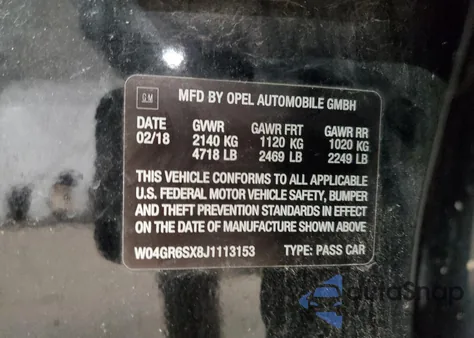 GM MFD BY OPEL AUTOMOBILE GMBH
DATE GVWR GAWR FRT GAWR RR
02/18 2140 KG 1120 KG 1020 KG
4718 LB 2469 LB 2249 LB
THIS VEHICLE CONFORMS TO ALL APPLICABLE
U.S. FEDERAL MOTOR VEHICLE SAFETY, BUMPER
AND THEFT PREVENTION STANDARDS IN EFFECT
ON THE DATE OF MANUFACTURE SHOWN ABOVE
W04GR6SX8J1113153 TYPE: PASS CAR
autoSnap